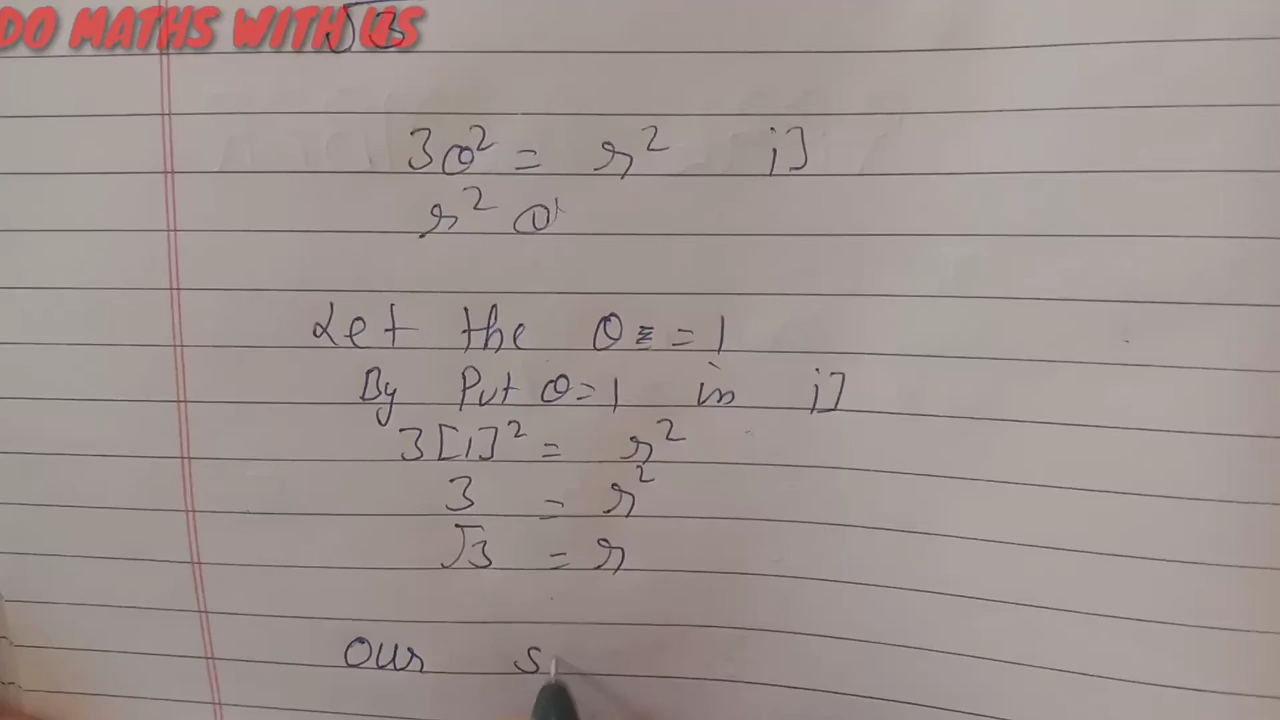 DO MATHS WITH US
√3
3θ² = r² i]
r² θ
Let the θ = 1
By Put θ = 1 in i]
3[1]² = r²
3 = r²
√3 = r
Our s